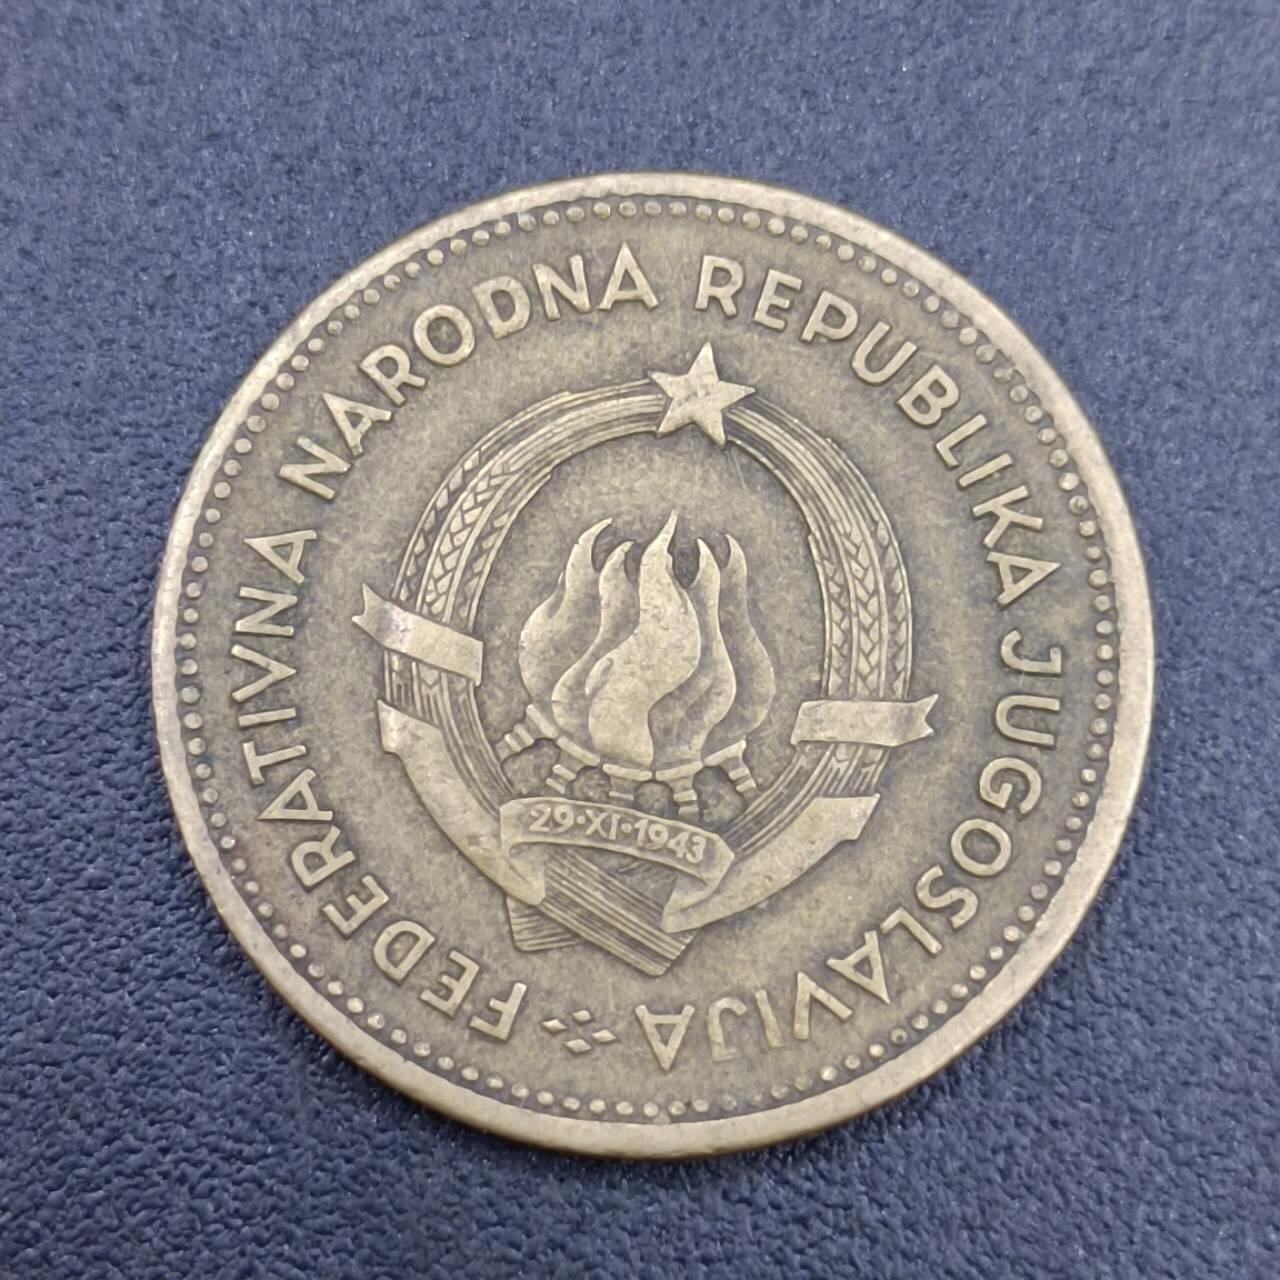 FEDERATIVNA NARODNA REPUBLIKA JUGOSLAVIJA
29·XI·1943